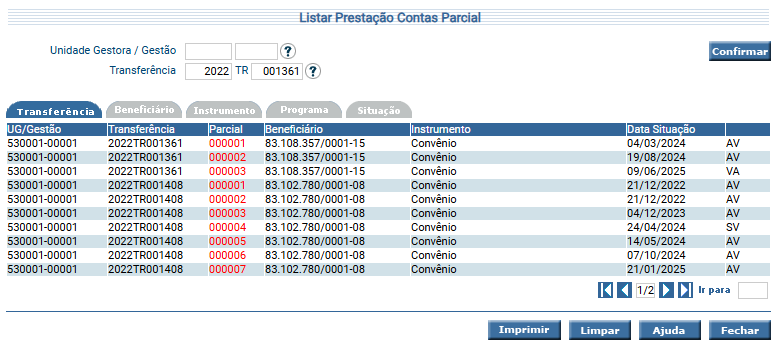 Listar Prestação Contas Parcial
Unidade Gestora / Gestão ?
Confirmar
Transferência 2022 TR 001361 ?
Transferência Beneficiário Instrumento Programa Situação
UG/Gestão Transferência Parcial Beneficiário Instrumento Data Situação
530001-00001 2022TR001361 000001 83.108.357/0001-15 Convênio 04/03/2024 AV
530001-00001 2022TR001361 000002 83.108.357/0001-15 Convênio 19/08/2024 AV
530001-00001 2022TR001361 000003 83.108.357/0001-15 Convênio 09/06/2025 VA
530001-00001 2022TR001408 000001 83.102.780/0001-08 Convênio 21/12/2022 AV
530001-00001 2022TR001408 000002 83.102.780/0001-08 Convênio 21/12/2022 AV
530001-00001 2022TR001408 000003 83.102.780/0001-08 Convênio 04/12/2023 AV
530001-00001 2022TR001408 000004 83.102.780/0001-08 Convênio 24/04/2024 SV
530001-00001 2022TR001408 000005 83.102.780/0001-08 Convênio 14/05/2024 AV
530001-00001 2022TR001408 000006 83.102.780/0001-08 Convênio 07/10/2024 AV
530001-00001 2022TR001408 000007 83.102.780/0001-08 Convênio 21/01/2025 AV
1/2 Ir para
Imprimir Limpar Ajuda Fechar